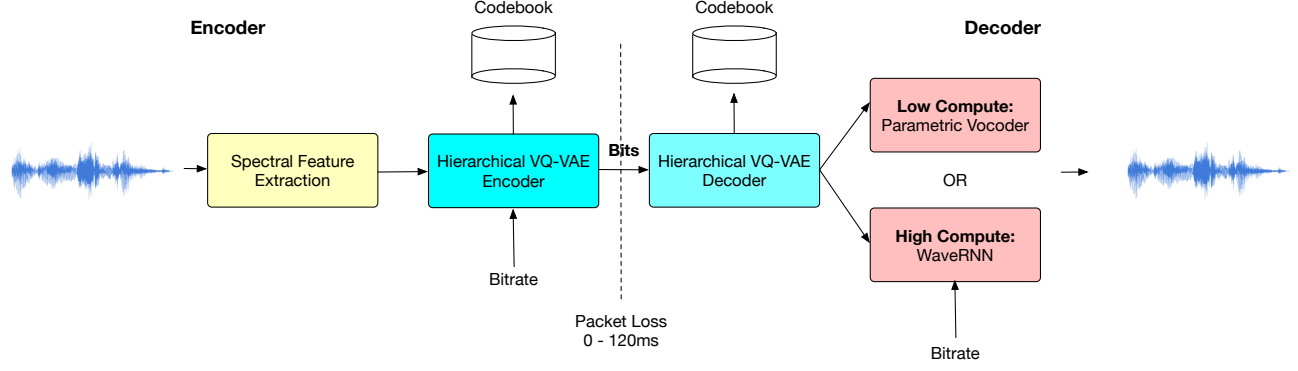 Encoder
Codebook
Codebook
Decoder
Spectral Feature
Extraction
Hierarchical VQ-VAE
Encoder
Bits
Hierarchical VQ-VAE
Decoder
Low Compute:
Parametric Vocoder
OR
High Compute:
WaveRNN
Bitrate
Packet Loss
0 - 120ms
Bitrate